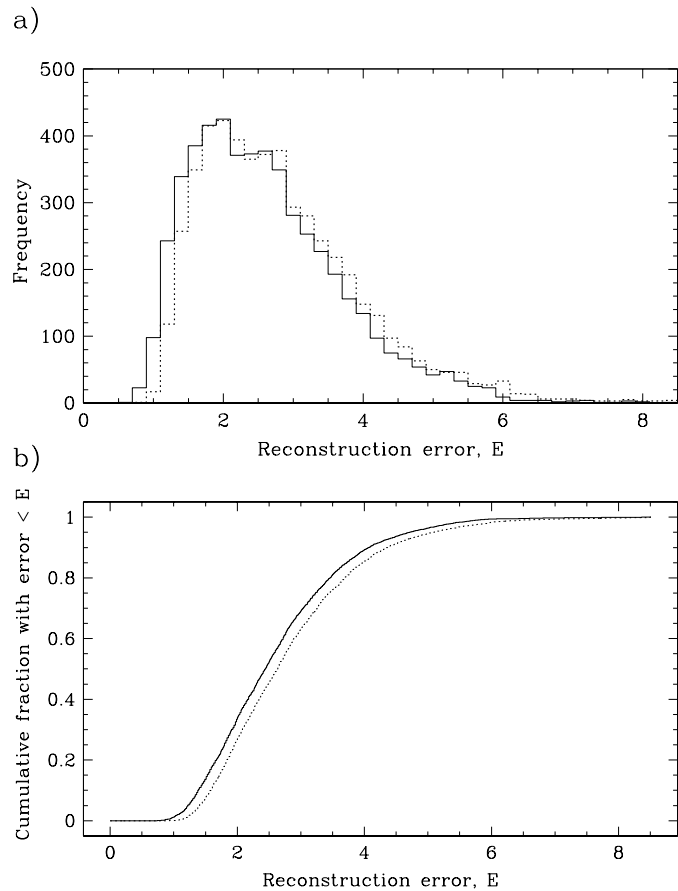 a)
500
400
300
200
100
0
Frequency
0 2 4 6 8
Reconstruction error, E
b)
1
0.8
0.6
0.4
0.2
0
Cumulative fraction with error < E
0 2 4 6 8
Reconstruction error, E